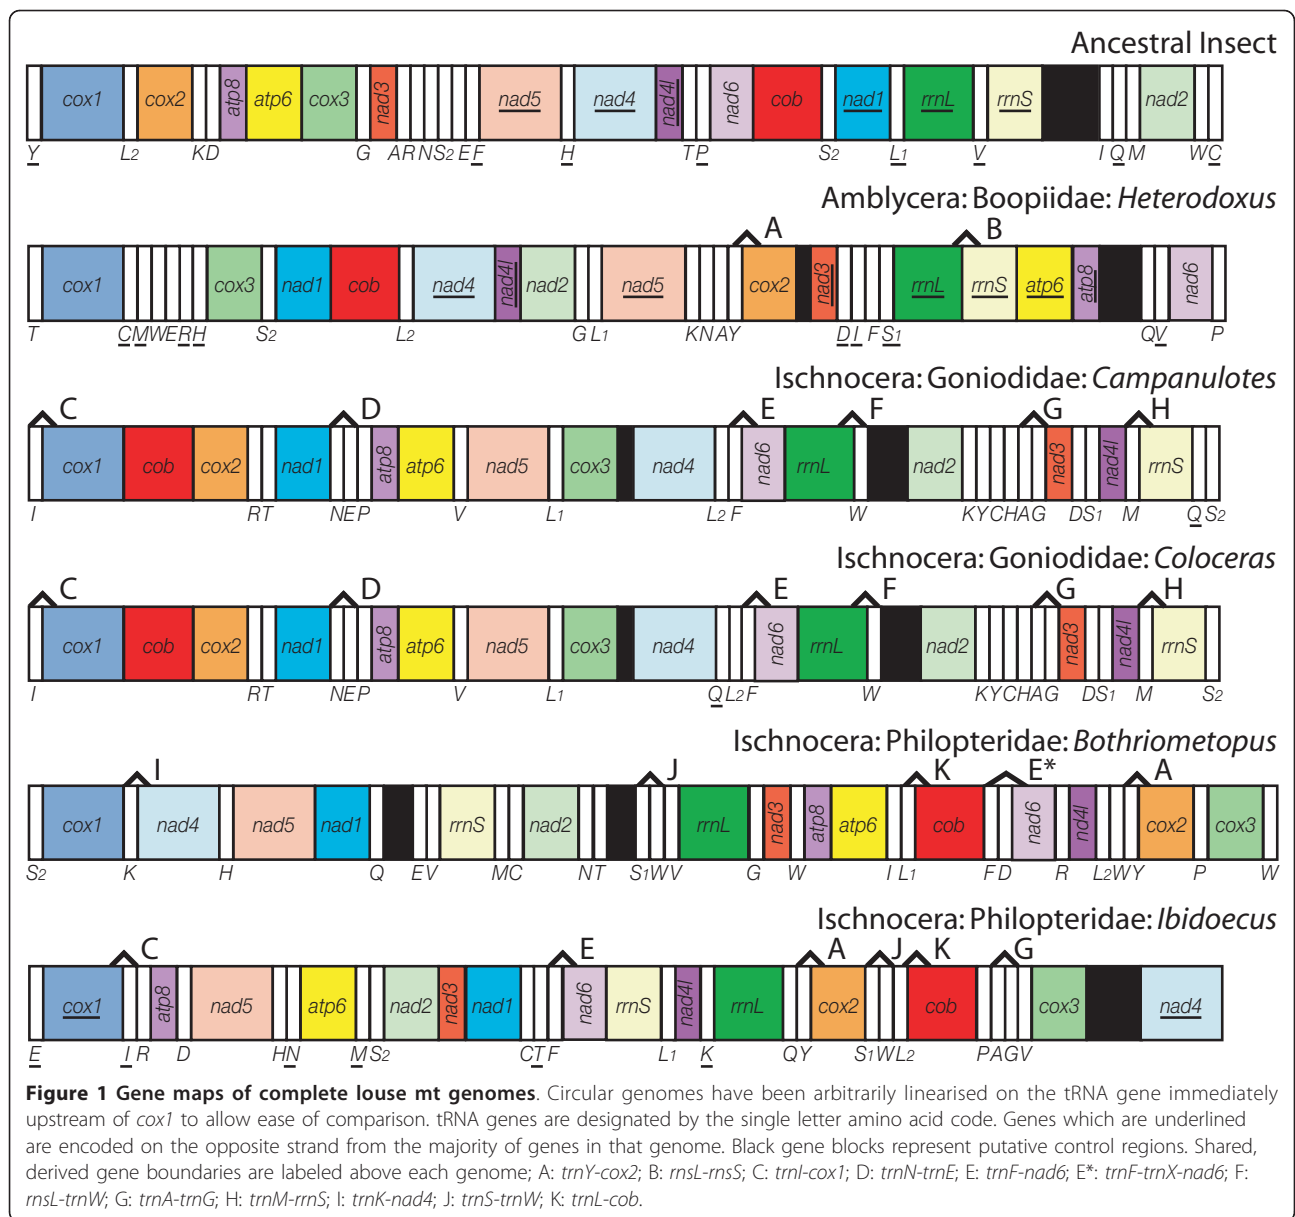 Ancestral Insect
cox1 cox2 atp8 atp6 cox3 nad3 nad5 nad4 nad4l nad6 cob nad1 rrnL rrnS nad2
Y L2 KD G ARNS2 EF H TP S2 L1 V I QM WC
Amblycera: Boopiidae: Heterodoxus
A B
cox1 cox3 nad1 cob nad4 nad4l nad2 nad5 cox2 nad3 rrnL rrnS atp6 atp8 nad6
T CMWERH S2 L2 G L1 KNAY DI F S1 QV P
Ischnocera: Goniodidae: Campanulotes
C D E F G H
cox1 cob cox2 nad1 atp8 atp6 nad5 cox3 nad4 nad6 rrnL nad2 nad3 nad4l rrnS
I RT NEP V L1 L2 F W KYCHAG DS1 M Q S2
Ischnocera: Goniodidae: Coloceras
C D E F G H
cox1 cob cox2 nad1 atp8 atp6 nad5 cox3 nad4 nad6 rrnL nad2 nad3 nad4l rrnS
I RT NEP V L1 Q L2 F W KYCHAG DS1 M S2
Ischnocera: Philopteridae: Bothriometopus
I J K E* A
cox1 nad4 nad5 nad1 rrnS nad2 rrnL nad3 atp8 atp6 cob nad6 nd4l cox2 cox3
S2 K H Q EV MC NT S1WV G W I L1 FD R L2WY P W
Ischnocera: Philopteridae: Ibidoecus
C E A J K G
cox1 atp8 nad5 atp6 nad2 nad3 nad1 nad6 rrnS nad4l rrnL cox2 cob cox3 nad4
E I R D HN M S2 CT F L1 K QY S1WL2 PAGV
Figure 1 Gene maps of complete louse mt genomes. Circular genomes have been arbitrarily linearised on the tRNA gene immediately
upstream of cox1 to allow ease of comparison. tRNA genes are designated by the single letter amino acid code. Genes which are underlined
are encoded on the opposite strand from the majority of genes in that genome. Black gene blocks represent putative control regions. Shared,
derived gene boundaries are labeled above each genome; A: trnY-cox2; B: rnsL-rnsS; C: trnI-cox1; D: trnN-trnE; E: trnF-nad6; E*: trnF-trnX-nad6; F:
rnsL-trnW; G: trnA-trnG; H: trnM-rrnS; I: trnK-nad4; J: trnS-trnW; K: trnL-cob.